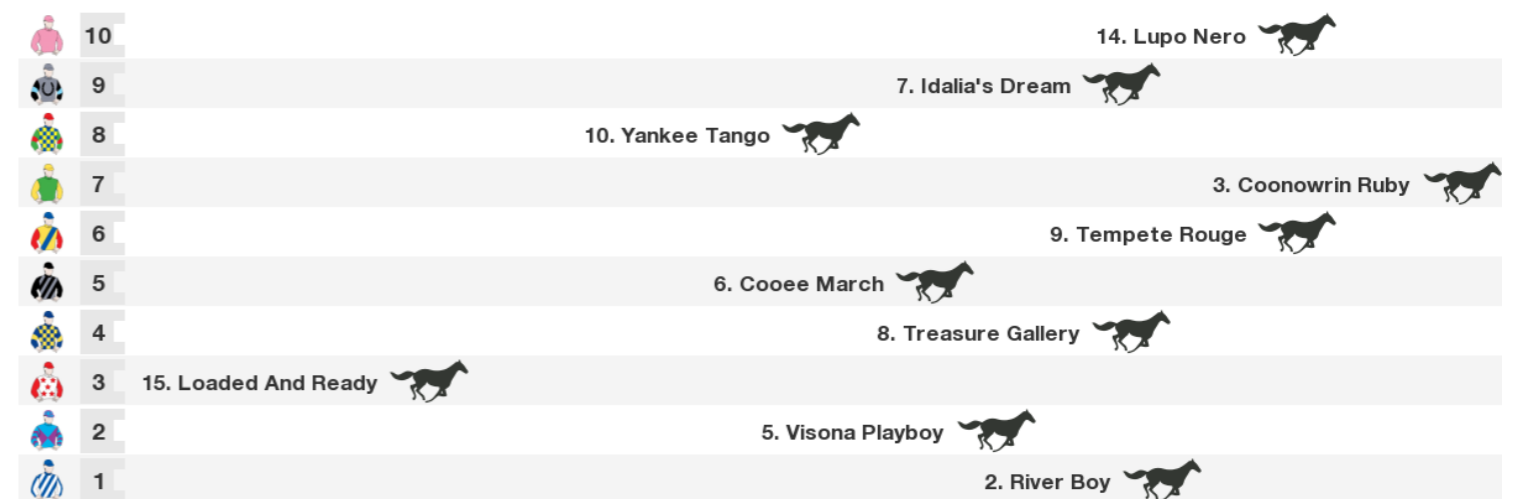 10 14. Lupo Nero
9 7. Idalia's Dream
8 10. Yankee Tango
7 3. Coonowrin Ruby
6 9. Tempete Rouge
5 6. Cooee March
4 8. Treasure Gallery
3 15. Loaded And Ready
2 5. Visona Playboy
1 2. River Boy